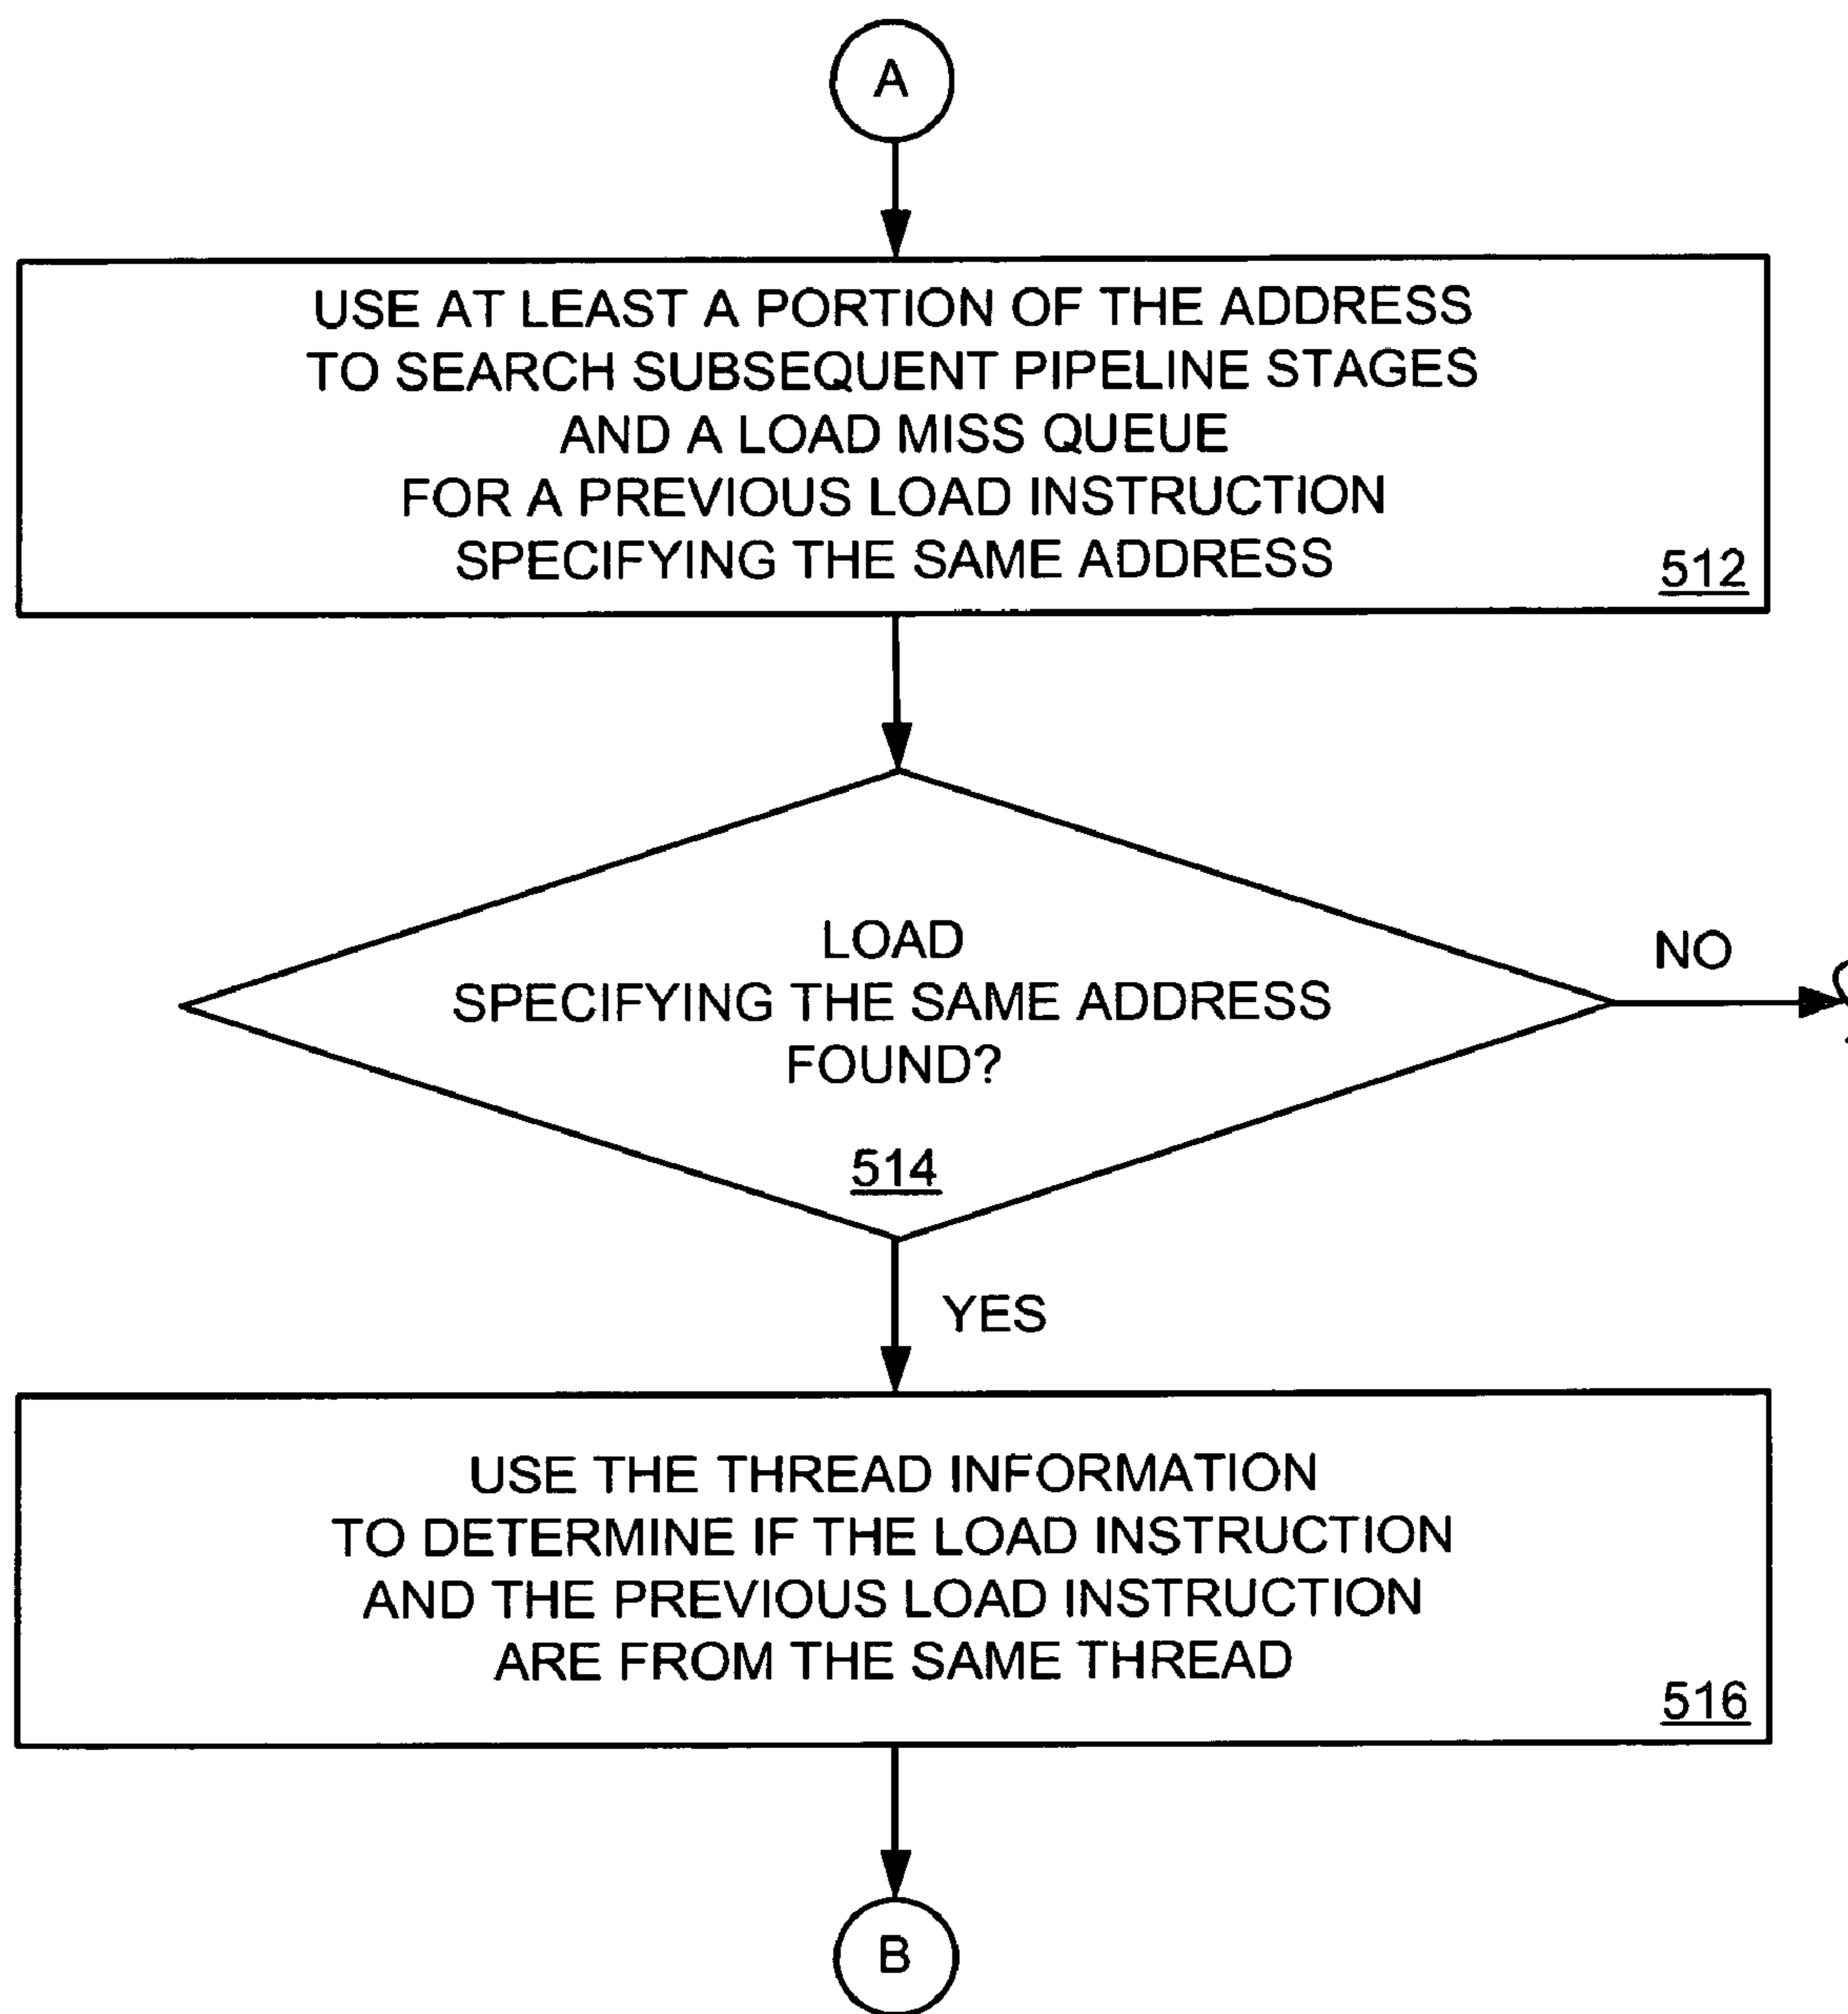 A
USE AT LEAST A PORTION OF THE ADDRESS
TO SEARCH SUBSEQUENT PIPELINE STAGES
AND A LOAD MISS QUEUE
FOR A PREVIOUS LOAD INSTRUCTION
SPECIFYING THE SAME ADDRESS
512
LOAD
SPECIFYING THE SAME ADDRESS
FOUND?
514
NO
YES
USE THE THREAD INFORMATION
TO DETERMINE IF THE LOAD INSTRUCTION
AND THE PREVIOUS LOAD INSTRUCTION
ARE FROM THE SAME THREAD
516
B